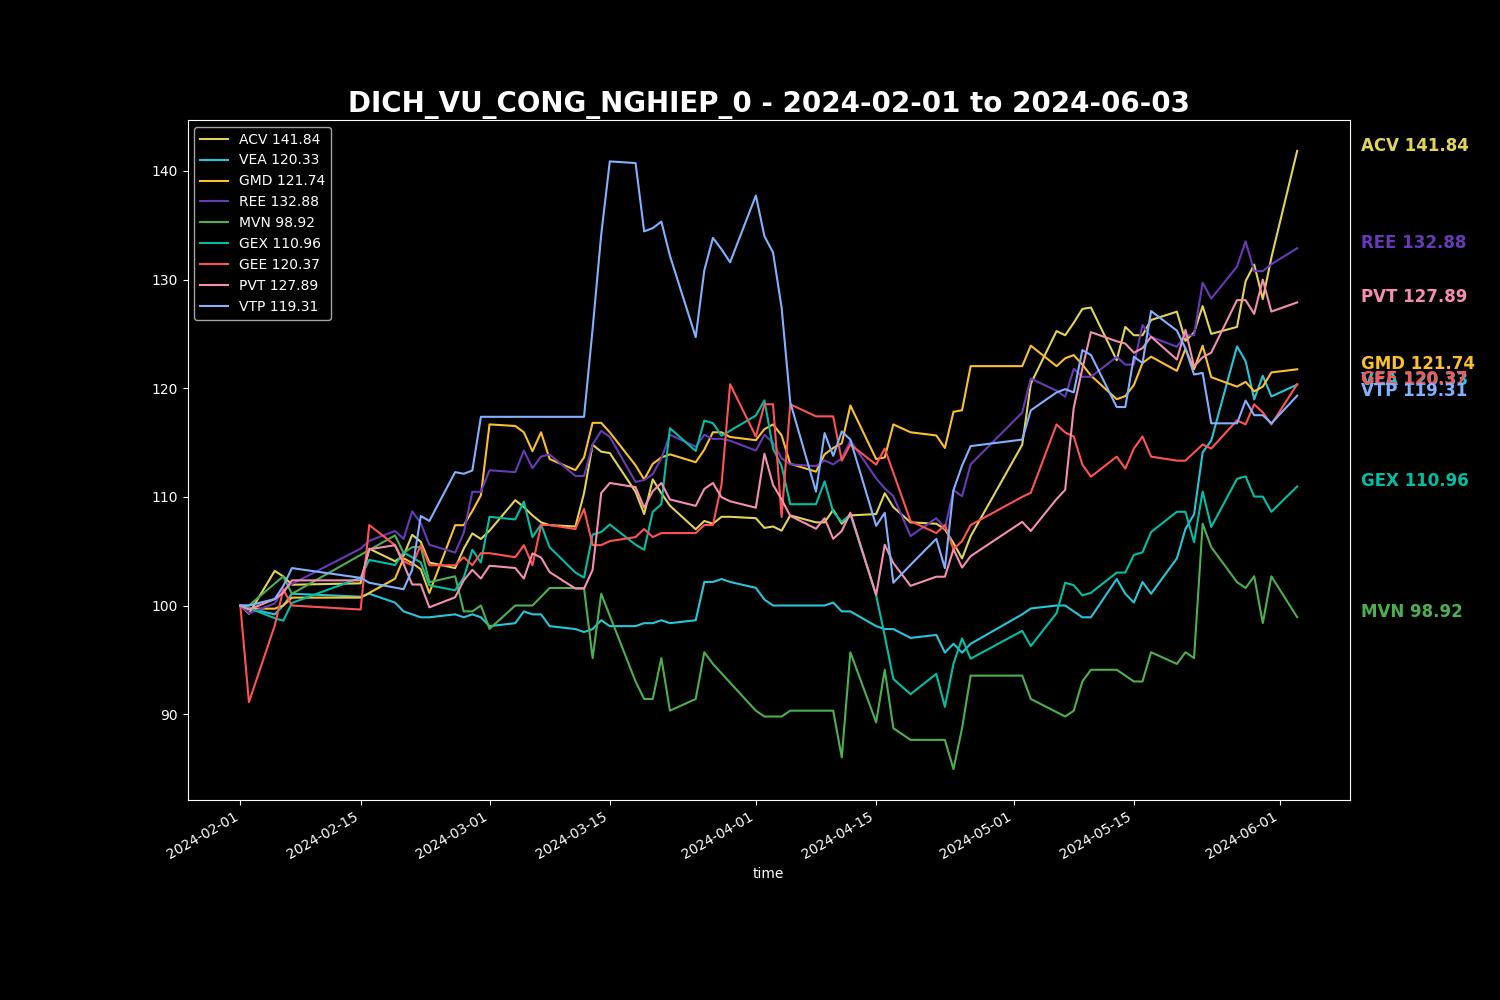 DICH_VU_CONG_NGHIEP_0 - 2024-02-01 to 2024-06-03
ACV 141.84
VEA 120.33
GMD 121.74
REE 132.88
MVN 98.92
GEX 110.96
GEE 120.37
PVT 127.89
VTP 119.31
140
130
120
110
100
90
ACV 141.84
REE 132.88
PVT 127.89
GMD 121.74
GEE 120.37
VTP 119.31
GEX 110.96
MVN 98.92
2024-02-01
2024-02-15
2024-03-01
2024-03-15
2024-04-01
2024-04-15
2024-05-01
2024-05-15
2024-06-01
time